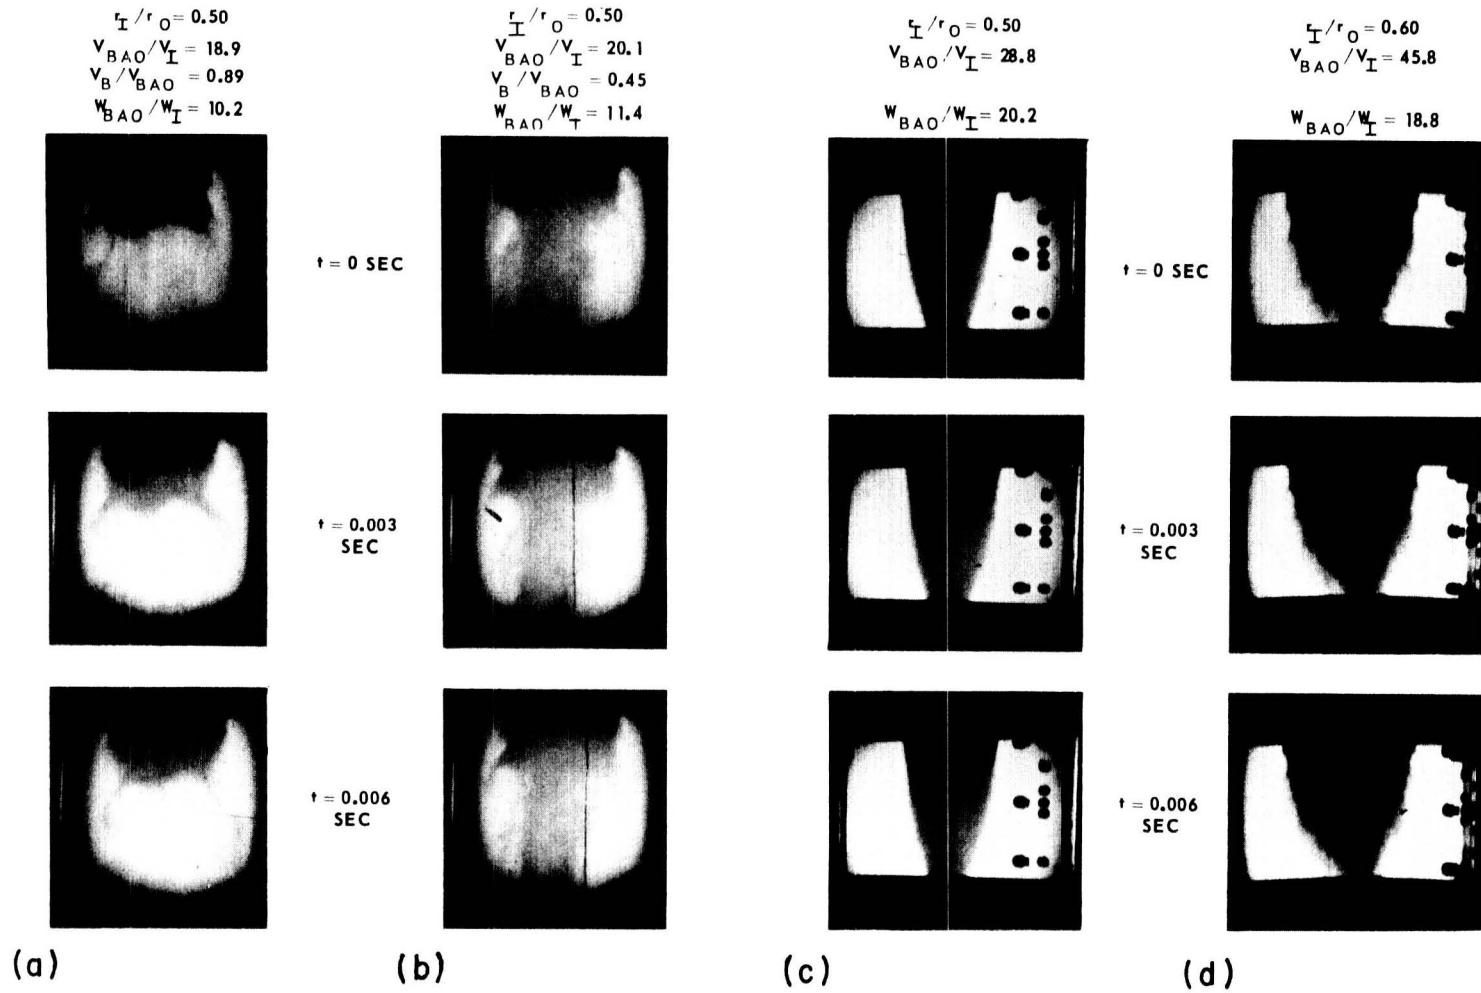 r_I/r_O = 0.50
V_BAO/V_I = 18.9
V_B/V_BAO = 0.89
W_BAO/W_I = 10.2
r_I/r_O = 0.50
V_BAO/V_I = 20.1
V_B/V_BAO = 0.45
W_BAO/W_I = 11.4
r_I/r_O = 0.50
V_BAO/V_I = 28.8
W_BAO/W_I = 20.2
r_I/r_O = 0.60
V_BAO/V_I = 45.8
W_BAO/W_I = 18.8
t = 0 SEC
t = 0 SEC
t = 0.003
SEC
t = 0.003
SEC
t = 0.006
SEC
t = 0.006
SEC
(a)
(b)
(c)
(d)